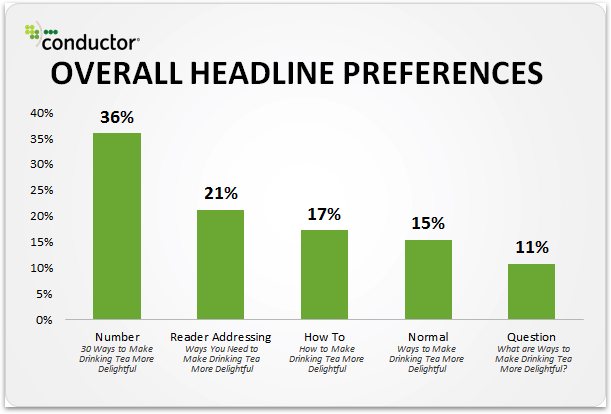 conductor®
OVERALL HEADLINE PREFERENCES
40%
35%
30%
25%
20%
15%
10%
5%
0%
36%
21%
17%
15%
11%
Number
30 Ways to Make
Drinking Tea More
Delightful
Reader Addressing
Ways You Need to
Make Drinking Tea
More Delightful
How To
How to Make
Drinking Tea More
Delightful
Normal
Ways to Make
Drinking Tea More
Delightful
Question
What are Ways to
Make Drinking Tea
More Delightful?